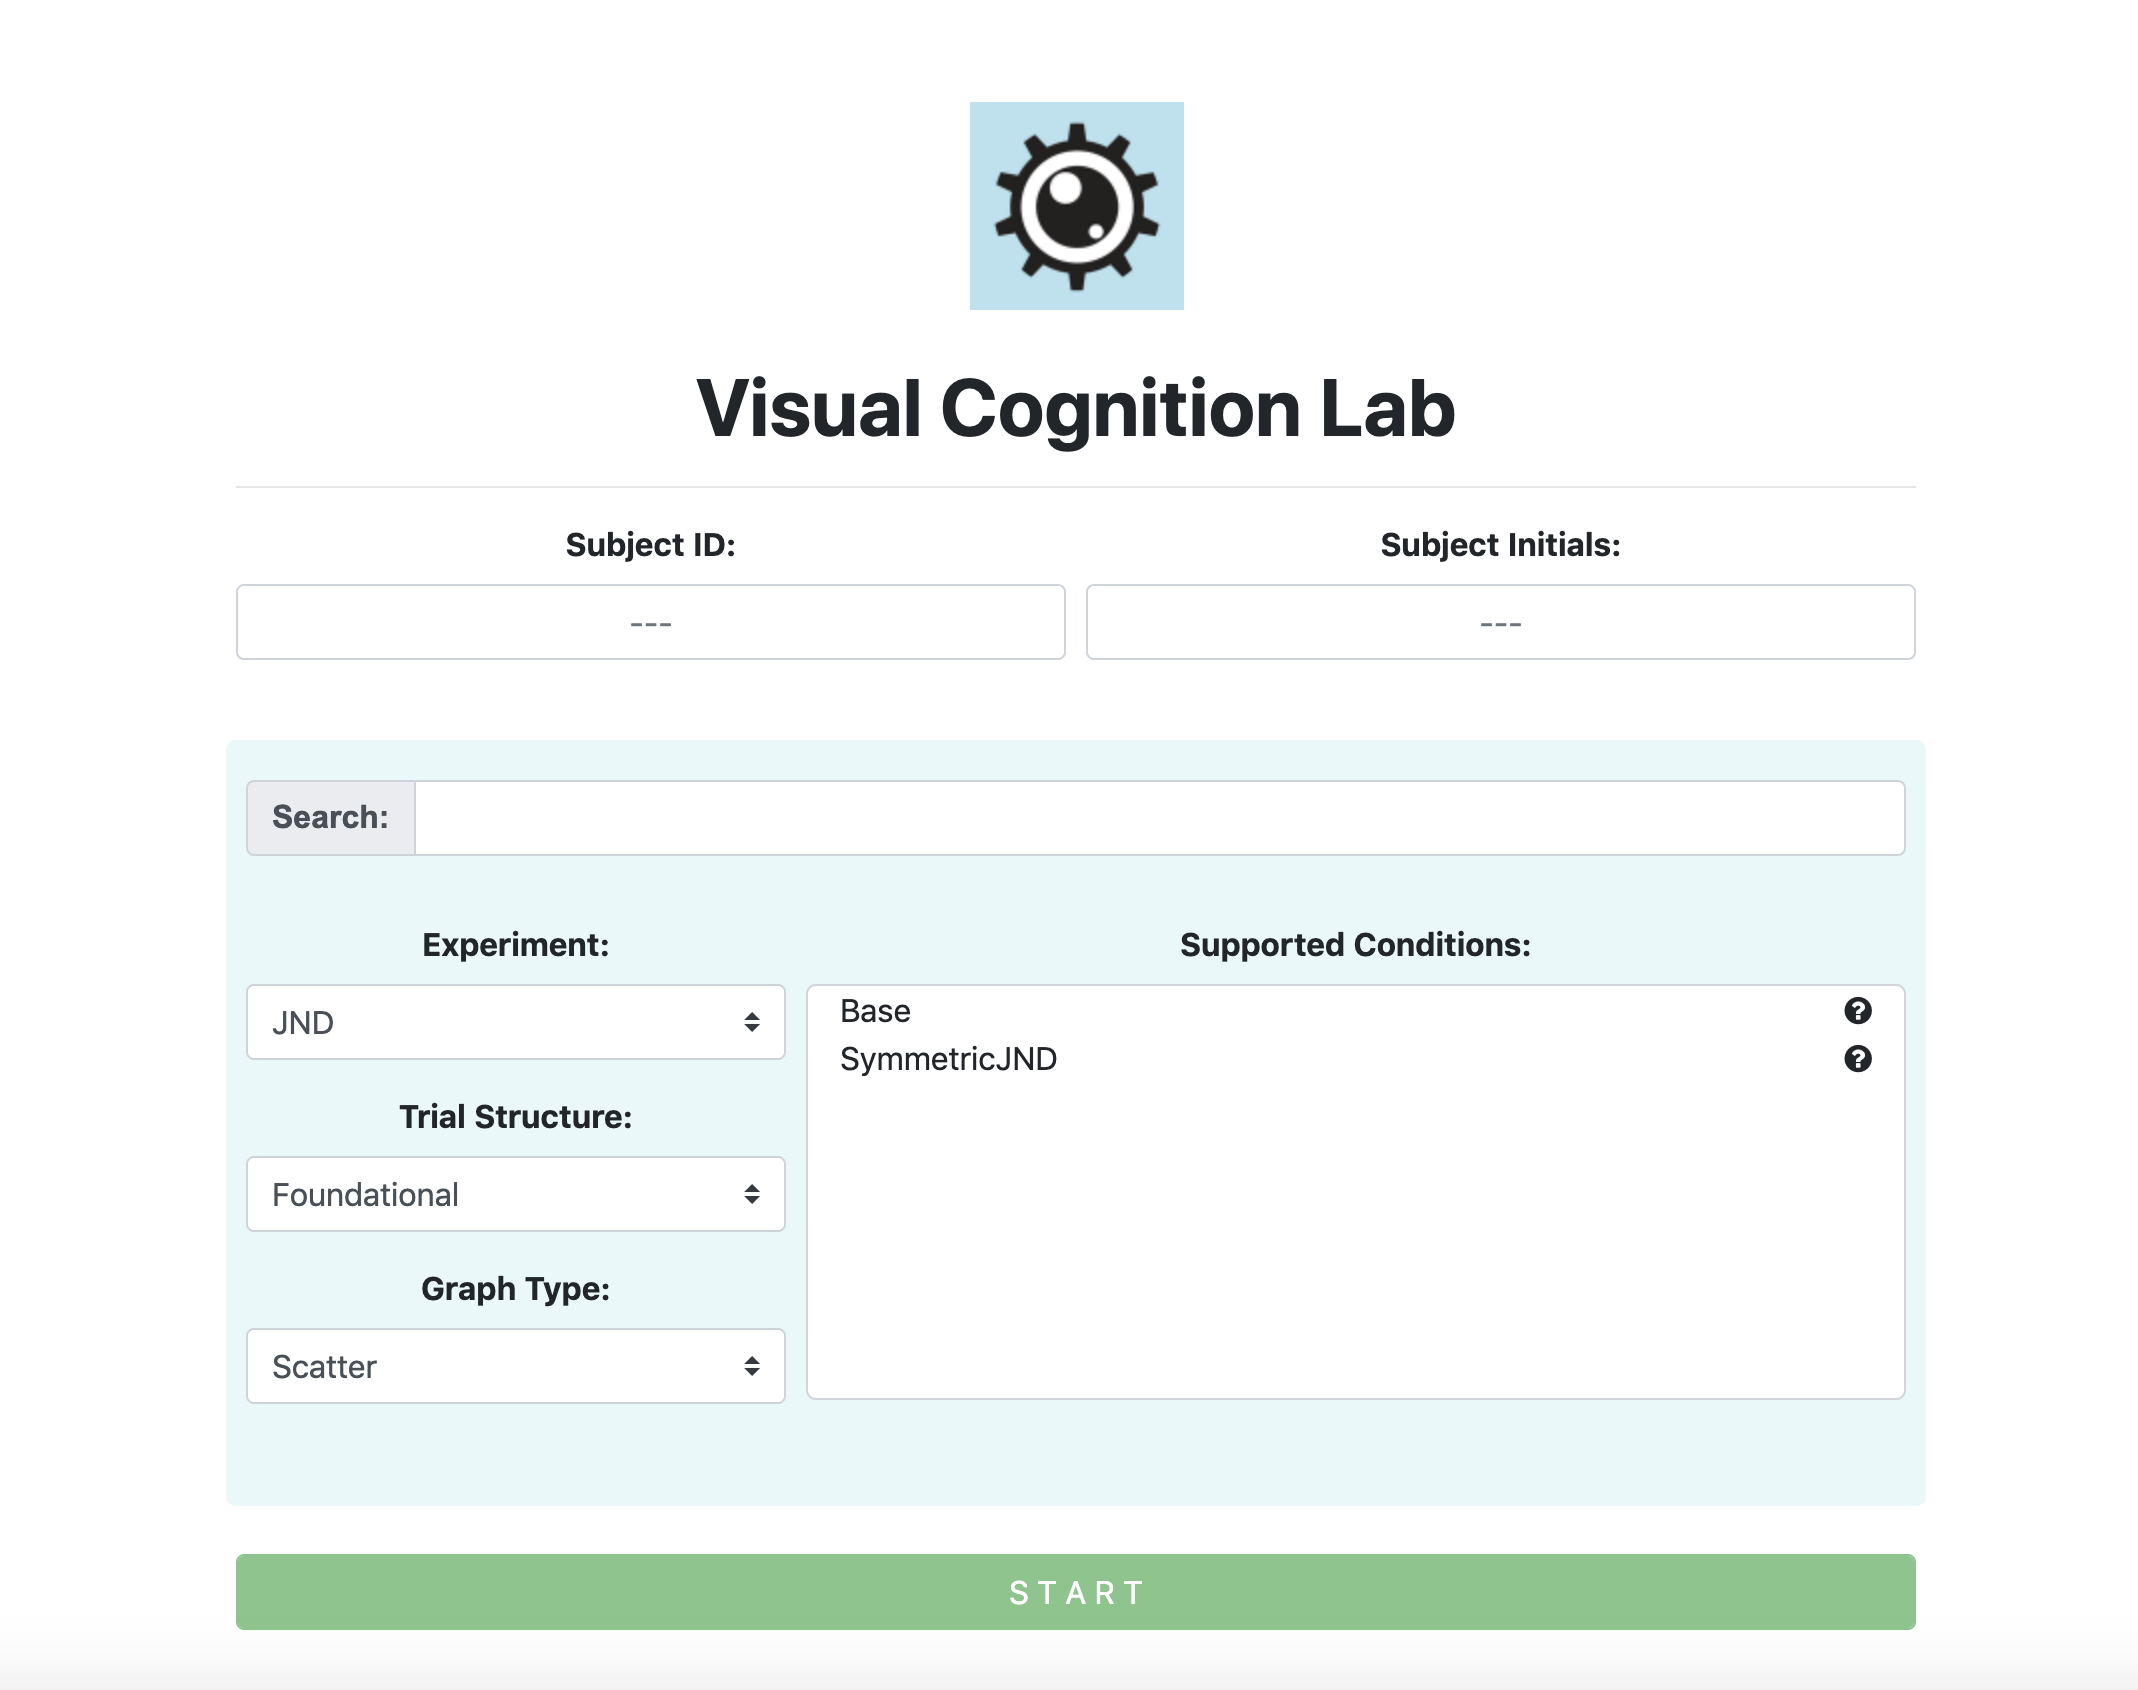 Visual Cognition Lab
Subject ID:
Subject Initials:
---
---
Search:
Experiment:
JND
Trial Structure:
Foundational
Graph Type:
Scatter
Supported Conditions:
Base
SymmetricJND
START